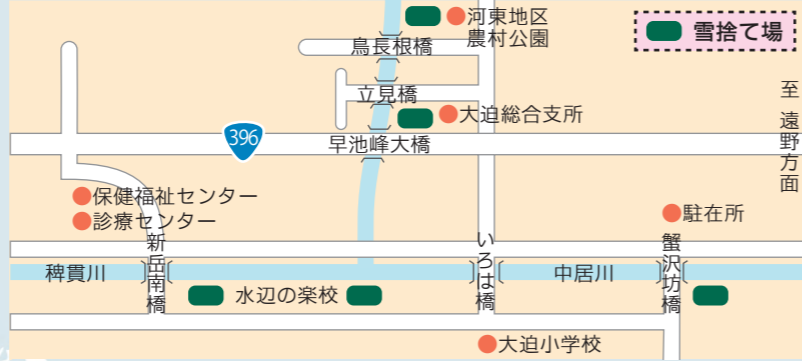 河東地区
農村公園
雪捨て場
鳥長根橋
立見橋
大迫総合支所
396
早池峰大橋
至 遠野方面
保健福祉センター
診療センター
駐在所
新岳南橋
いろは橋
蟹沢坊橋
稗貫川
中居川
水辺の楽校
大迫小学校